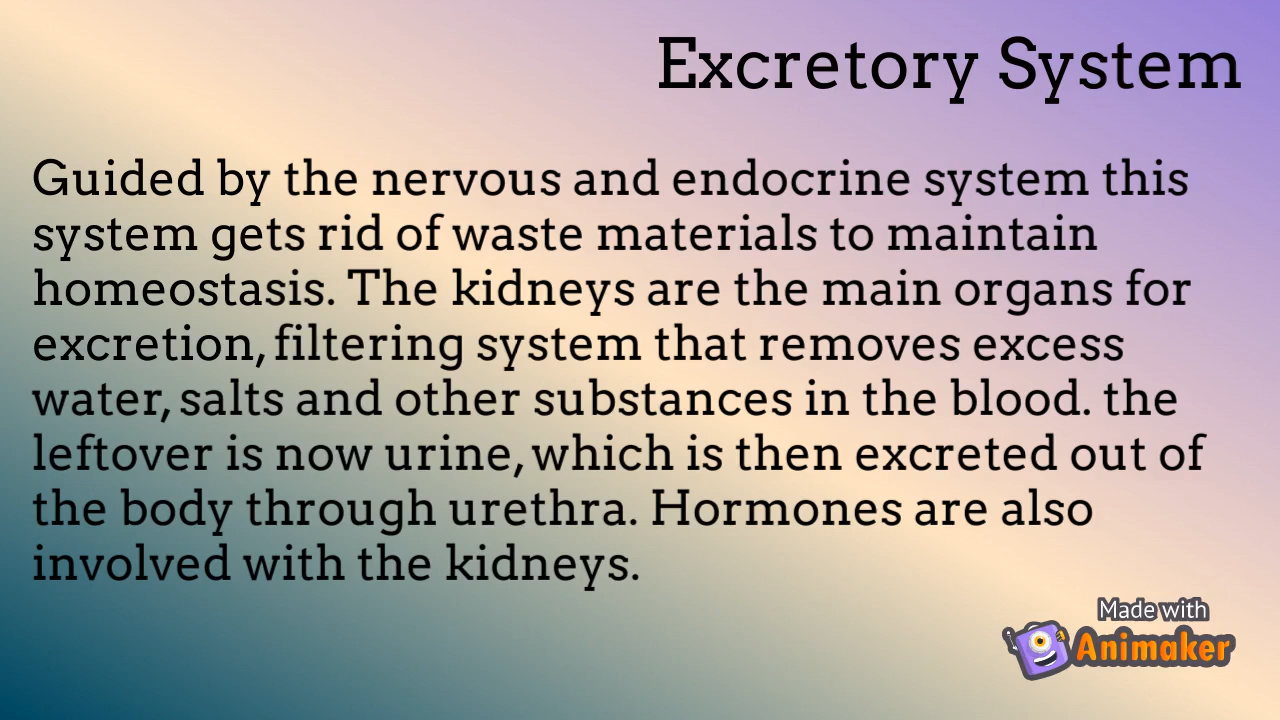 Excretory System
Guided by the nervous and endocrine system this
system gets rid of waste materials to maintain
homeostasis. The kidneys are the main organs for
excretion, filtering system that removes excess
water, salts and other substances in the blood. the
leftover is now urine, which is then excreted out of
the body through urethra. Hormones are also
involved with the kidneys.
Made with
Animaker